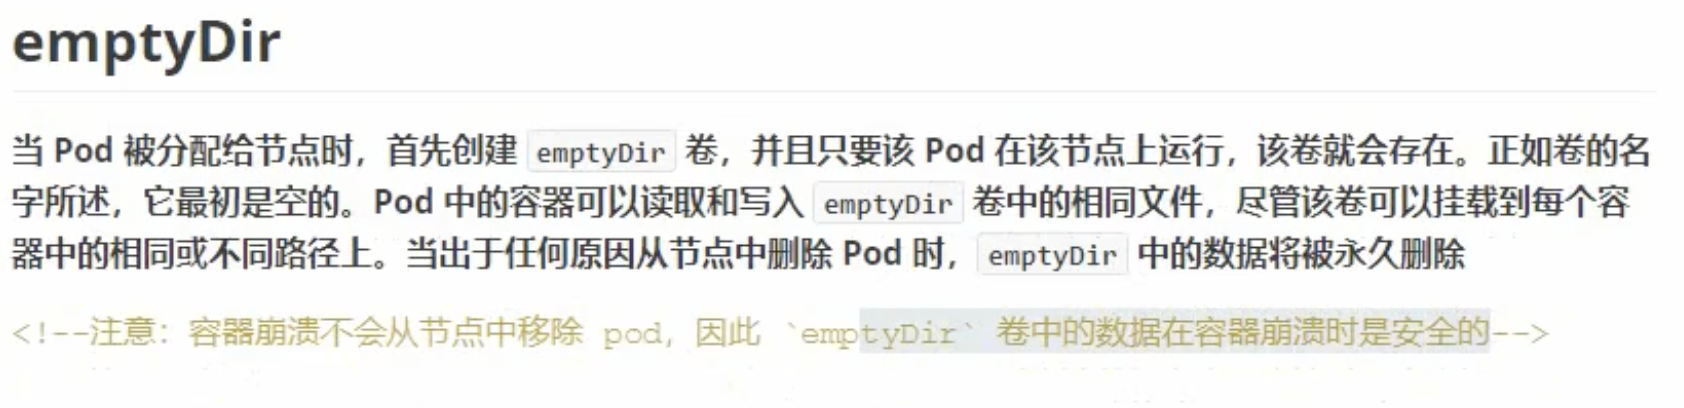 emptyDir
当 Pod 被分配给节点时，首先创建 emptyDir 卷，并且只要该 Pod 在该节点上运行，该卷就会存在。正如卷的名
字所述，它最初是空的。Pod 中的容器可以读取和写入 emptyDir 卷中的相同文件，尽管该卷可以挂载到每个容
器中的相同或不同路径上。当出于任何原因从节点中删除 Pod 时， emptyDir 中的数据将被永久删除
<!--注意：容器崩溃不会从节点中移除 pod，因此 `emptyDir` 卷中的数据在容器崩溃时是安全的-->